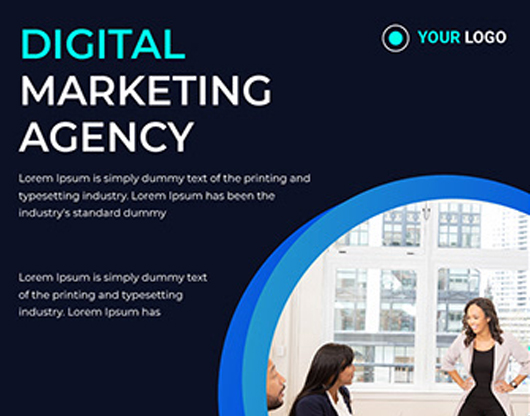 DIGITAL
YOUR LOGO
MARKETING
AGENCY
Lorem Ipsum is simply dummy text of the printing and
typesetting industry. Lorem Ipsum has been the
industry's standard dummy
Lorem Ipsum is simply dummy text
of the printing and typesetting
industry. Lorem Ipsum has